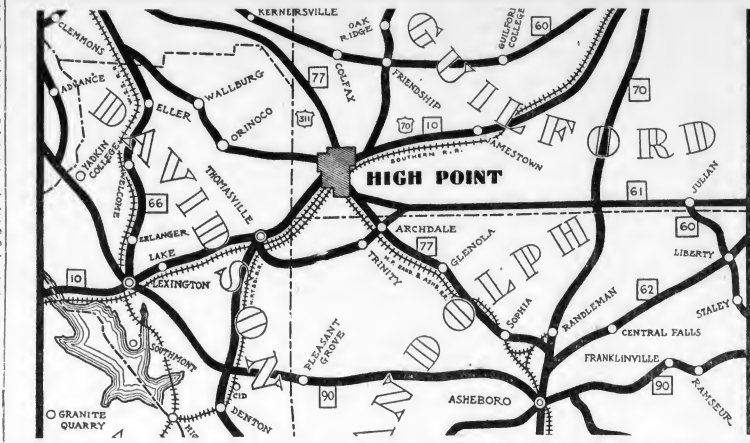 KERNERSVILLE
OAK RIDGE
GUILFORD COLLEGE
60
CLEMMONS
77
COLFAX
FRIENDSHIP
GUILFORD
70
ADVANCE
WALLBURG
311
70
10
ELLER
ORINOCO
JAMESTOWN
SOUTHERN R.R.
DAVIDSON
YADKIN COLLEGE
WELCOME
HIGH POINT
61
JULIAN
66
THOMASVILLE
60
ERLANGER
ARCHDALE
77
GLENOLA
LIBERTY
LAKE
TRINITY
10
LEXINGTON
62
STALEY
SOPHIA
RANDLEMAN
CENTRAL FALLS
SOUTHMONT
PLEASANT GROVE
FRANKLINVILLE
90
CID
90
RAMSEUR
ASHEBORO
GRANITE QUARRY
DENTON